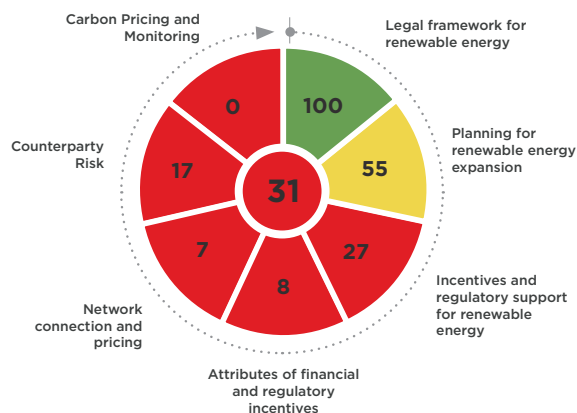 Carbon Pricing and
Monitoring
Legal framework for
renewable energy
0
100
Counterparty
Risk
Planning for
renewable energy
expansion
17
55
31
7
27
8
Network
connection and
pricing
Incentives and
regulatory support
for renewable
energy
Attributes of financial
and regulatory
incentives